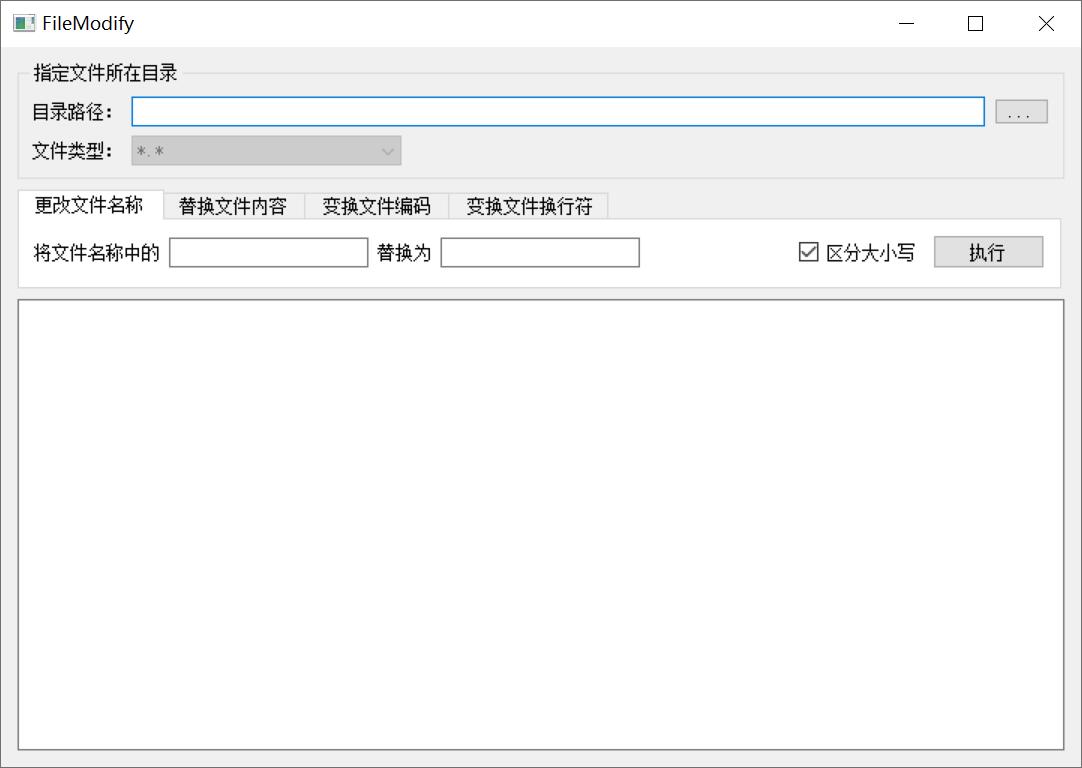 FileModify
指定文件所在目录
目录路径： ...
文件类型： *.*
更改文件名称 替换文件内容 变换文件编码 变换文件换行符
将文件名称中的 替换为 区分大小写 执行